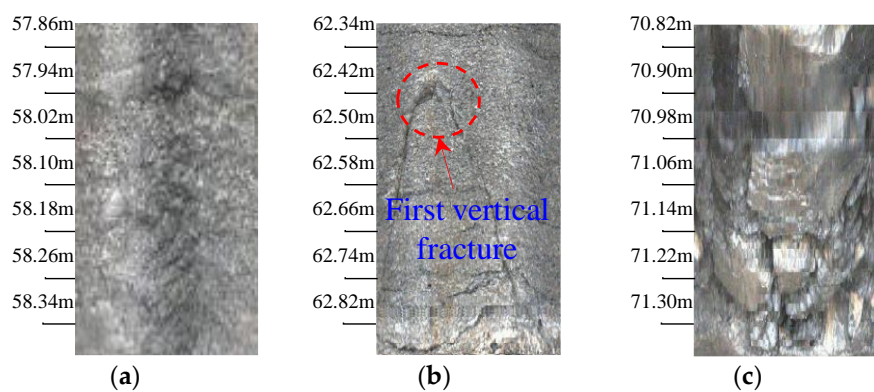 57.86m
57.94m
58.02m
58.10m
58.18m
58.26m
58.34m
(a)
62.34m
62.42m
62.50m
62.58m
62.66m
62.74m
62.82m
First vertical
fracture
(b)
70.82m
70.90m
70.98m
71.06m
71.14m
71.22m
71.30m
(c)